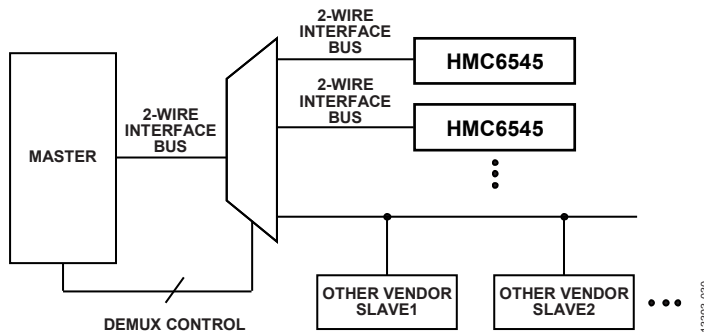 2-WIRE
INTERFACE
BUS
HMC6545
2-WIRE
INTERFACE
BUS
HMC6545
2-WIRE
INTERFACE
BUS
MASTER
OTHER VENDOR
SLAVE1
OTHER VENDOR
SLAVE2
DEMUX CONTROL